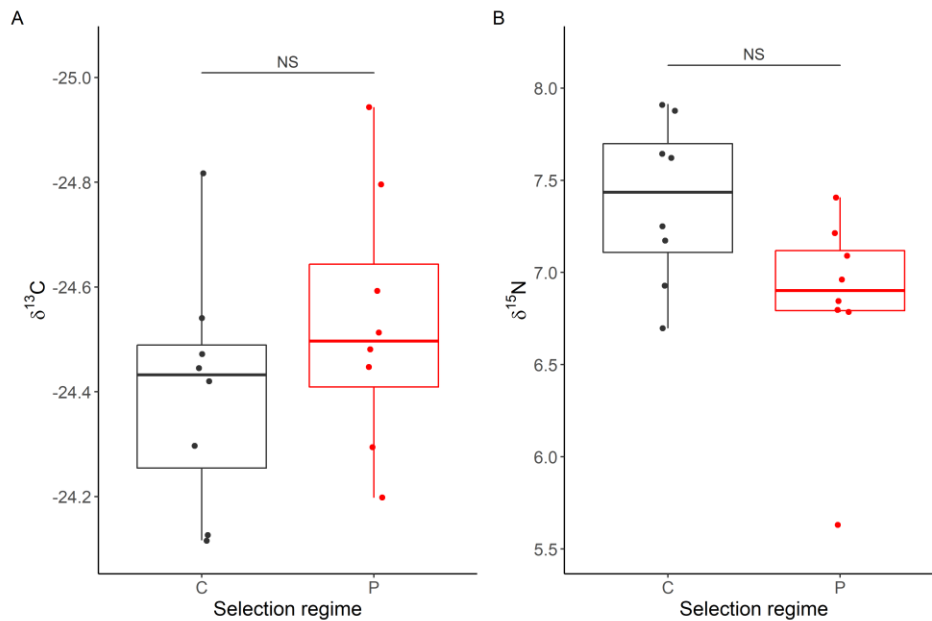 A
NS
-25.0
-24.8
-24.6
-24.4
-24.2
δ¹³C
C P
Selection regime
B
NS
8.0
7.5
7.0
6.5
6.0
5.5
δ¹⁵N
C P
Selection regime